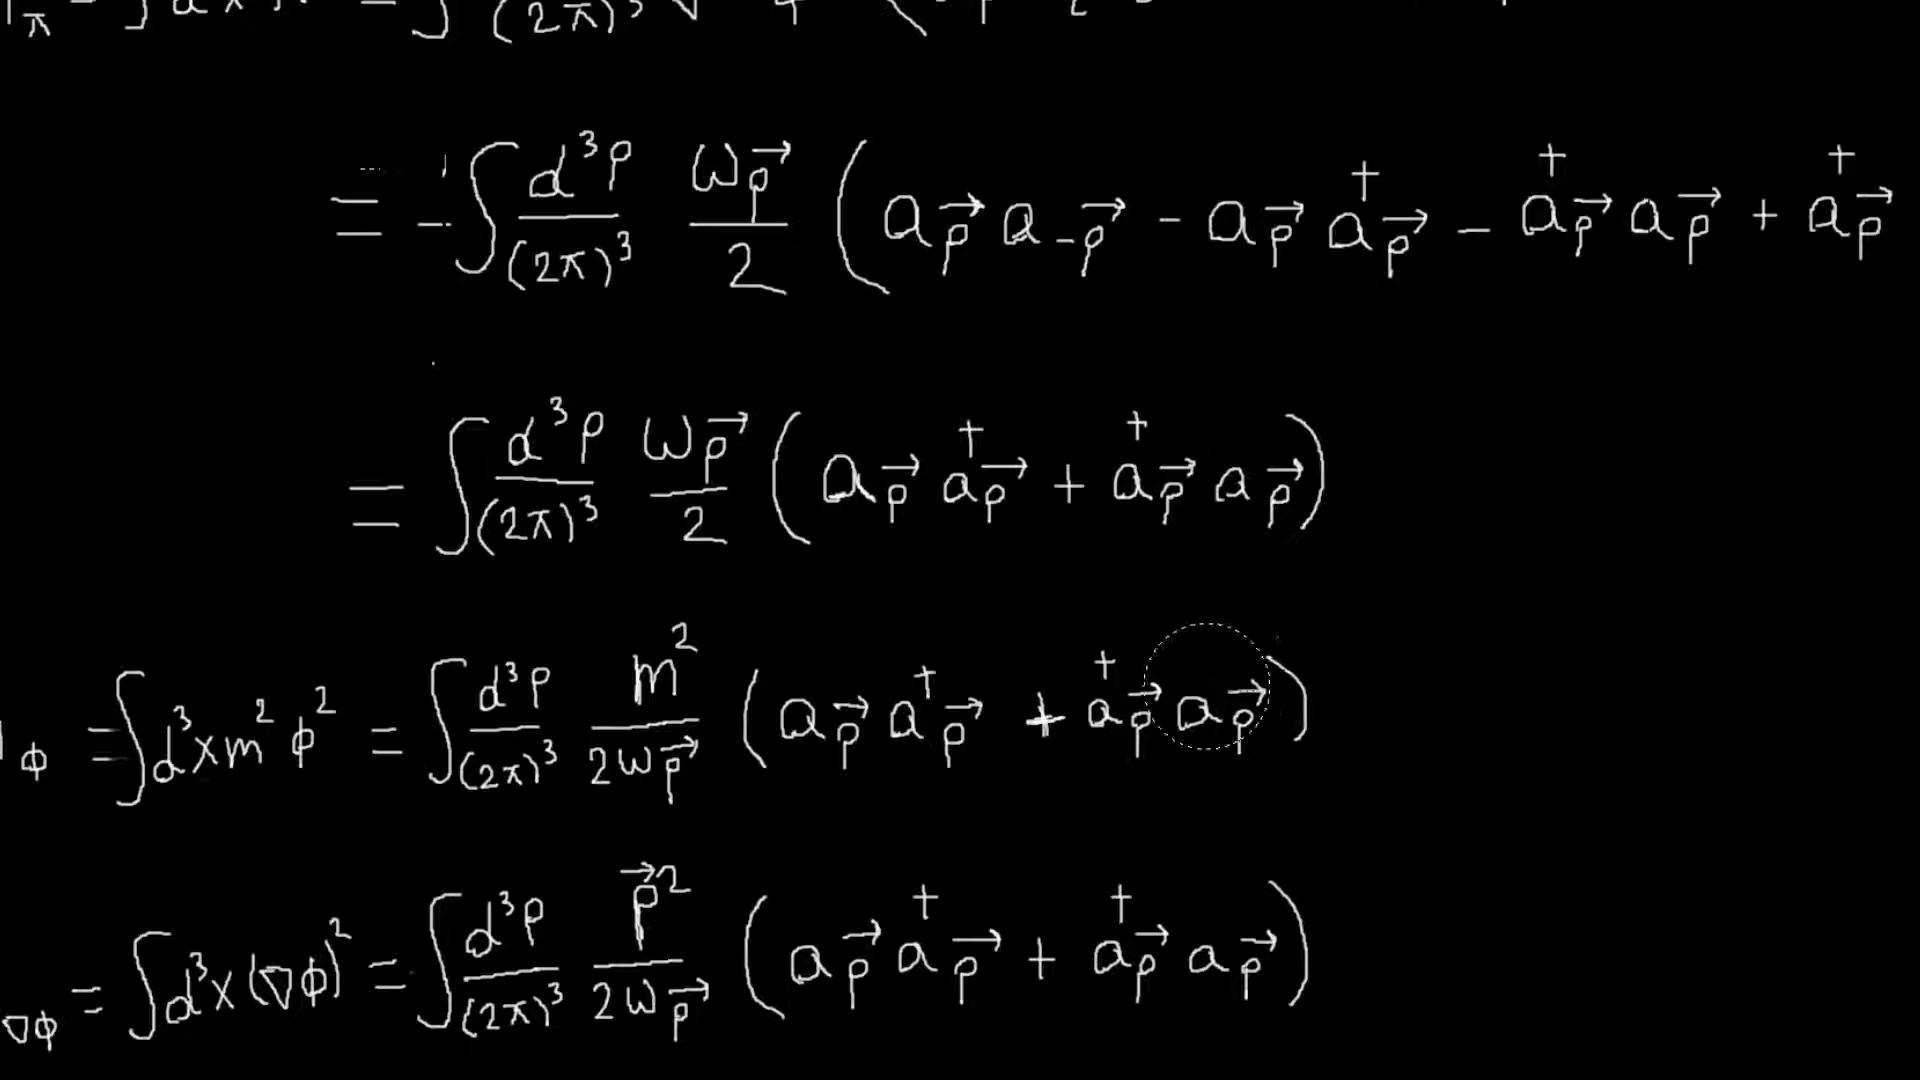 = ∫ (2π)³
= - ∫ d³p/(2π)³ ω_p⃗/2 ( a_p⃗ a_-p⃗ - a_p⃗ a†_p⃗ - a†_p⃗ a_p⃗ + a†_p⃗
= ∫ d³p/(2π)³ ω_p⃗/2 ( a_p⃗ a†_p⃗ + a†_p⃗ a_p⃗ )
ϕ = ∫ d³x m² ϕ² = ∫ d³p/(2π)³ m²/2ω_p⃗ ( a_p⃗ a†_p⃗ + a†_p⃗ a_p⃗ )
∇ϕ = ∫ d³x (∇ϕ)² = ∫ d³p/(2π)³ p⃗²/2ω_p⃗ ( a_p⃗ a†_p⃗ + a†_p⃗ a_p⃗ )